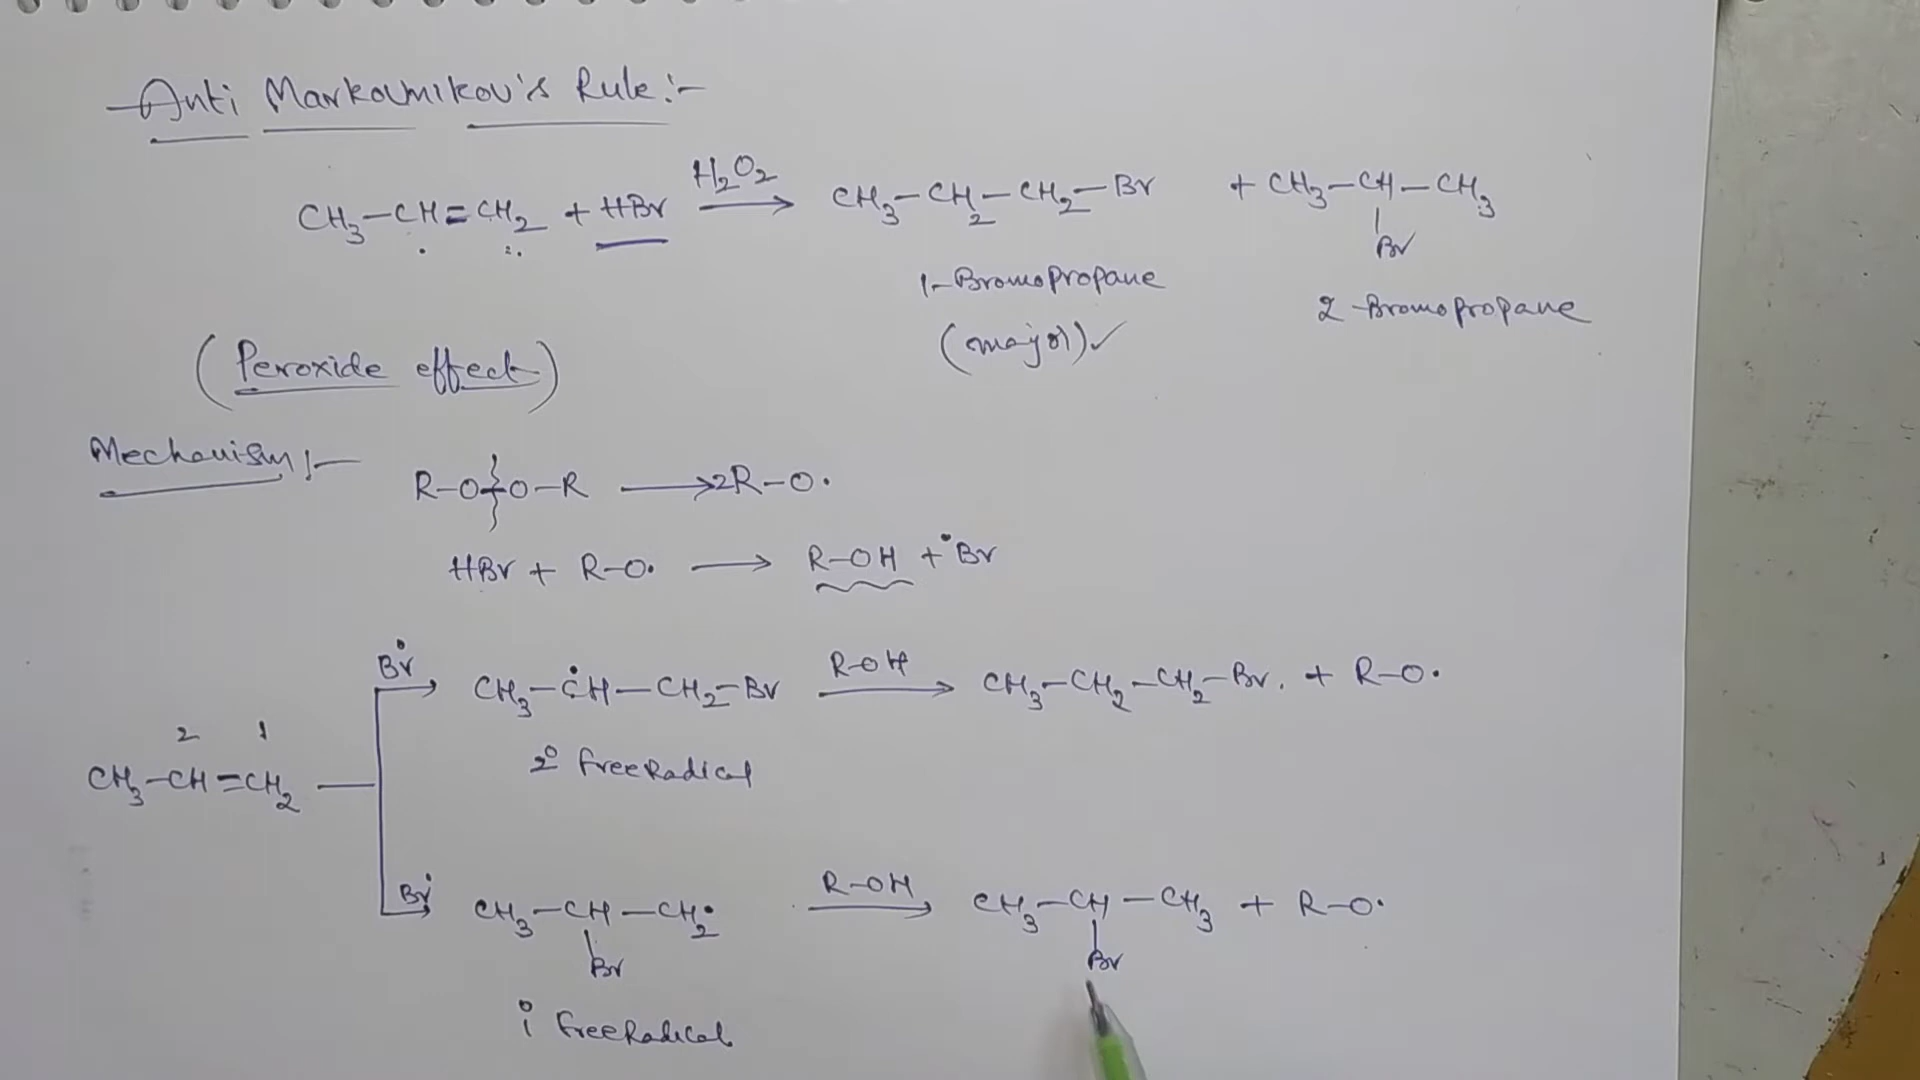 Anti Markovnikov's Rule:-
CH3-CH=CH2 + HBr H2O2 → CH3-CH2-CH2-Br + CH3-CH-CH3
Br
1-Bromopropane
2-Bromopropane
(major)✓
(Peroxide effect)
Mechanism:-
R-O-O-R → 2R-O•
HBr + R-O• → R-OH + •Br
Br• CH3-ĊH-CH2-Br R-OH → CH3-CH2-CH2-Br. + R-O•
2° free Radical
2 1
CH3-CH=CH2
Br• CH3-CH-CH2• R-OH → CH3-CH-CH3 + R-O•
Br Br
1° free Radical